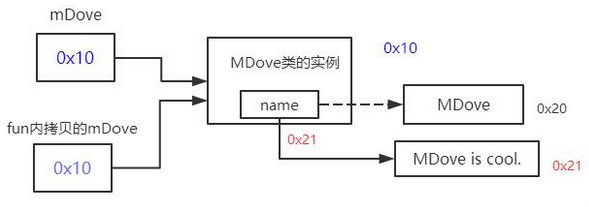 mDove
0x10
MDove类的实例
0x10
name
MDove
0x20
fun内拷贝的mDove
0x21
MDove is cool.
0x21
0x10